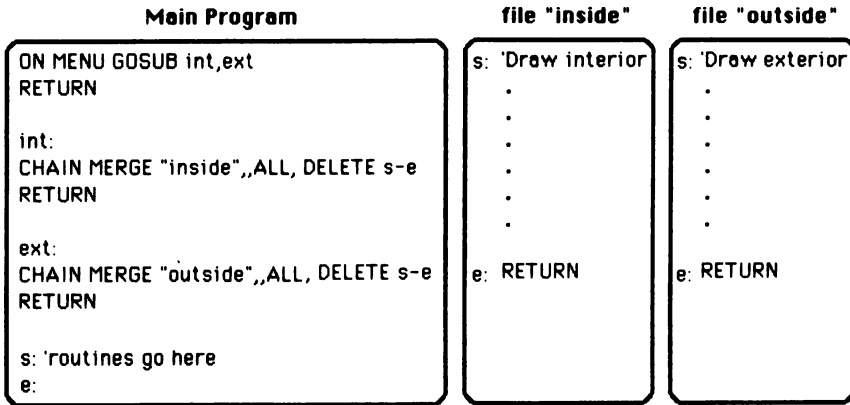 Main Program
ON MENU GOSUB int,ext
RETURN
int:
CHAIN MERGE "inside",,ALL, DELETE s-e
RETURN
ext:
CHAIN MERGE "outside",,ALL, DELETE s-e
RETURN
s: 'routines go here
e:
file "inside"
s: 'Draw interior
.
.
.
.
.
.
e: RETURN
file "outside"
s: 'Draw exterior
.
.
.
.
.
.
e: RETURN